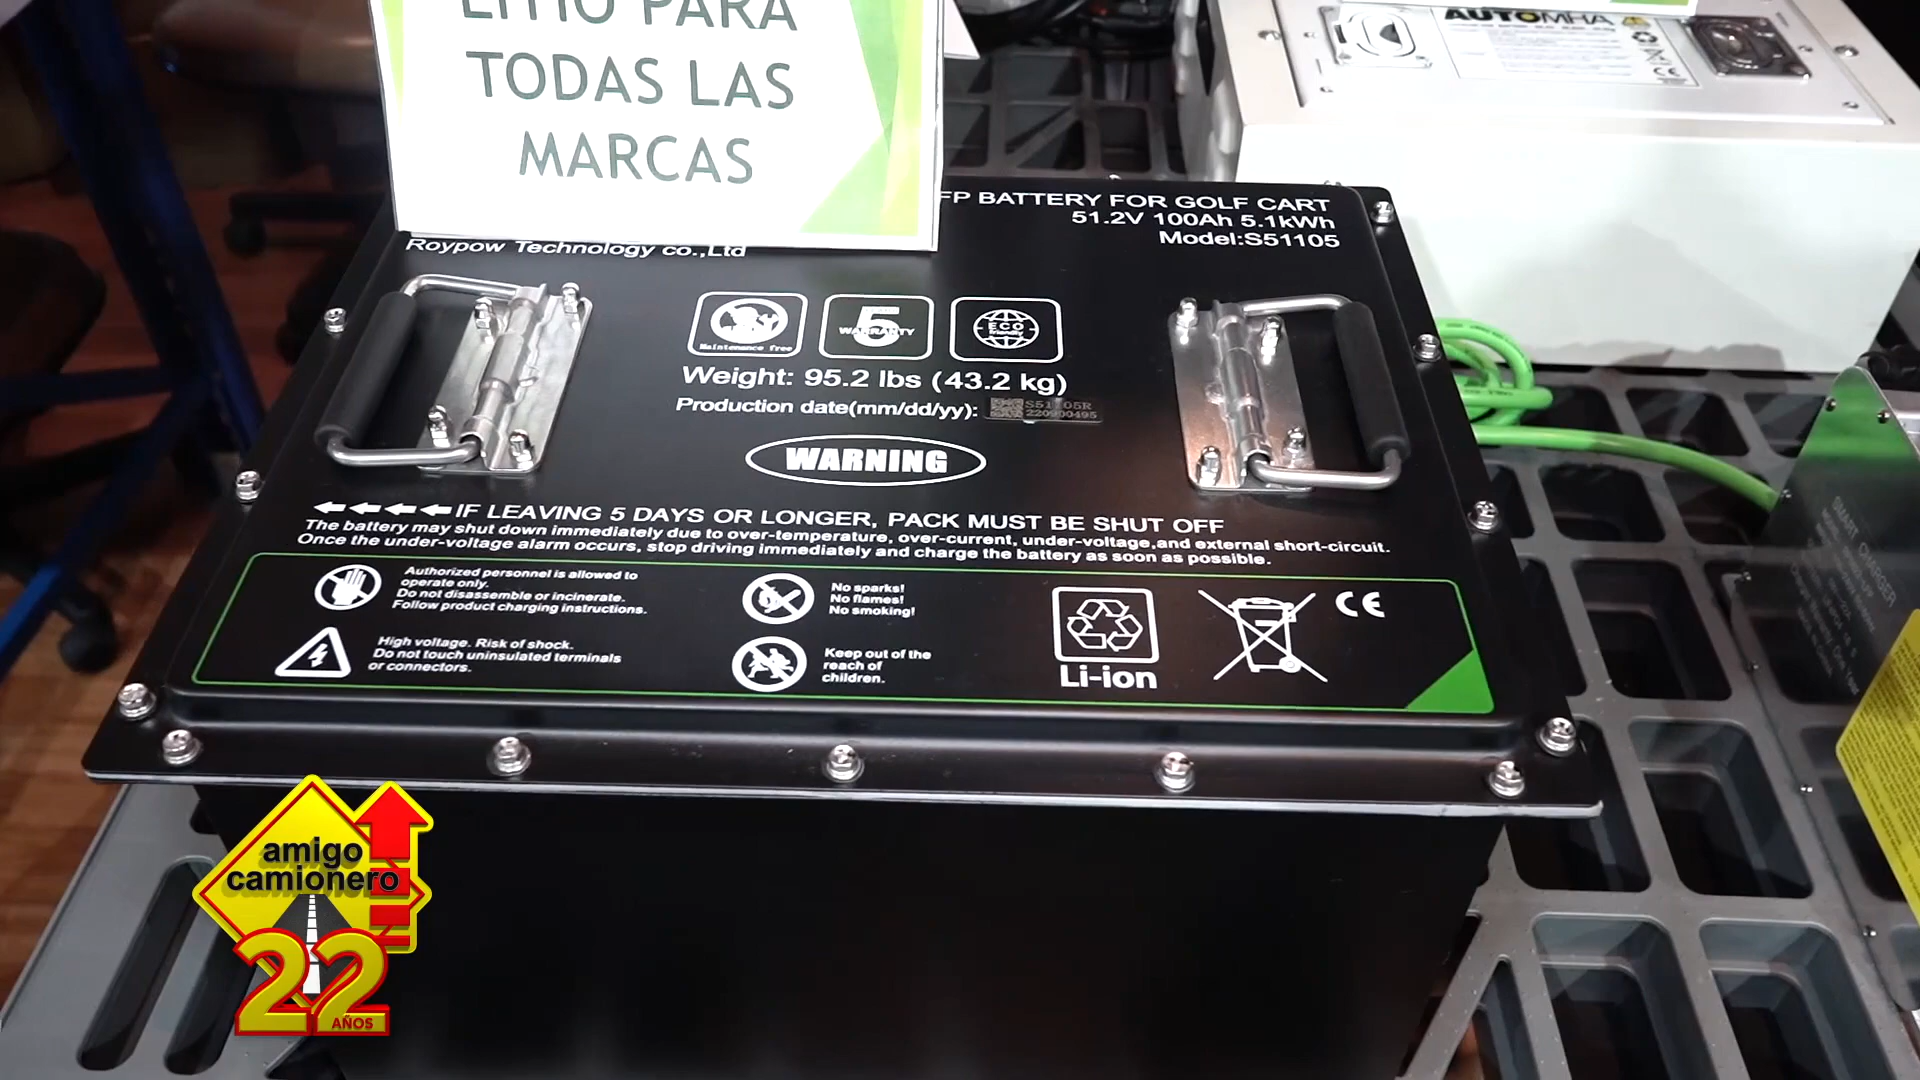 LITIO PARA
TODAS LAS
MARCAS
AUTOMHA
FP BATTERY FOR GOLF CART
51.2V 100Ah 5.1kWh
Model:S51105
Roypow Technology co.,Ltd
Maintenance free
5
WARRANTY
ECO
friendly
Weight: 95.2 lbs (43.2 kg)
Production date(mm/dd/yy):
S51105R
220900495
WARNING
IF LEAVING 5 DAYS OR LONGER, PACK MUST BE SHUT OFF
The battery may shut down immediately due to over-temperature, over-current, under-voltage,and external short-circuit.
Once the under-voltage alarm occurs, stop driving immediately and charge the battery as soon as possible.
Authorized personnel is allowed to
operate only.
Do not disassemble or incinerate.
Follow product charging instructions.
High voltage. Risk of shock.
Do not touch uninsulated terminals
or connectors.
No sparks!
No flames!
No smoking!
Keep out of the
reach of
children.
Li-ion
CE
SMART CHARGER
amigo
camionero
22
AÑOS